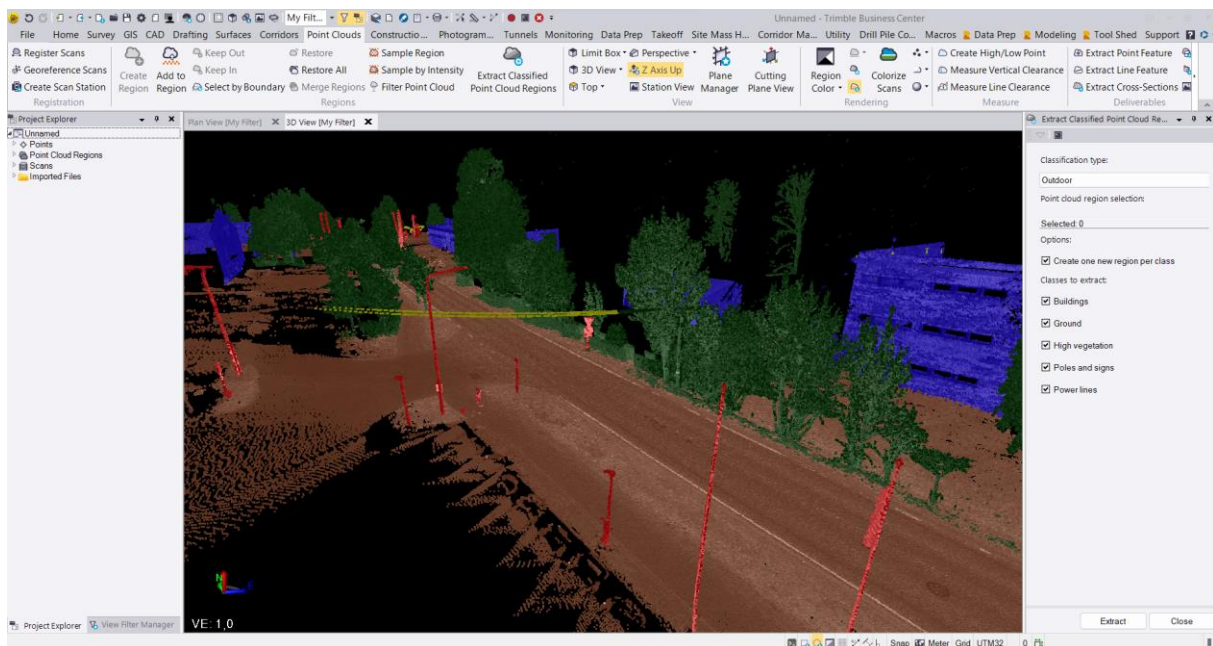 My Filt...
Unnamed - Trimble Business Center
File Home Survey GIS CAD Drafting Surfaces Corridors Point Clouds Constructio... Photogram... Tunnels Monitoring Data Prep Takeoff Site Mass H... Corridor Ma... Utility Drill Pile Co... Macros Data Prep Modeling Tool Shed Support
Register Scans Keep Out Restore Sample Region Limit Box Perspective Create High/Low Point Extract Point Feature
Georeference Scans Create Region Add to Region Keep In Restore All Sample by Intensity Extract Classified Point Cloud Regions 3D View Z Axis Up Plane Manager Cutting Plane View Region Color Colorize Scans Measure Vertical Clearance Extract Line Feature
Create Scan Station Select by Boundary Merge Regions Filter Point Cloud Top Station View Measure Line Clearance Extract Cross-Sections
Registration Regions View Rendering Measure Deliverables
Project Explorer
Unnamed
Points
Point Cloud Regions
Scans
Imported Files
Plan View [My Filter] 3D View [My Filter]
N
VE: 1,0
Extract Classified Point Cloud Re...
Classification type:
Outdoor
Point cloud region selection:
Selected: 0
Options:
Create one new region per class
Classes to extract:
Buildings
Ground
High vegetation
Poles and signs
Power lines
Extract Close
Project Explorer View Filter Manager
Snap Meter Grid UTM32 0